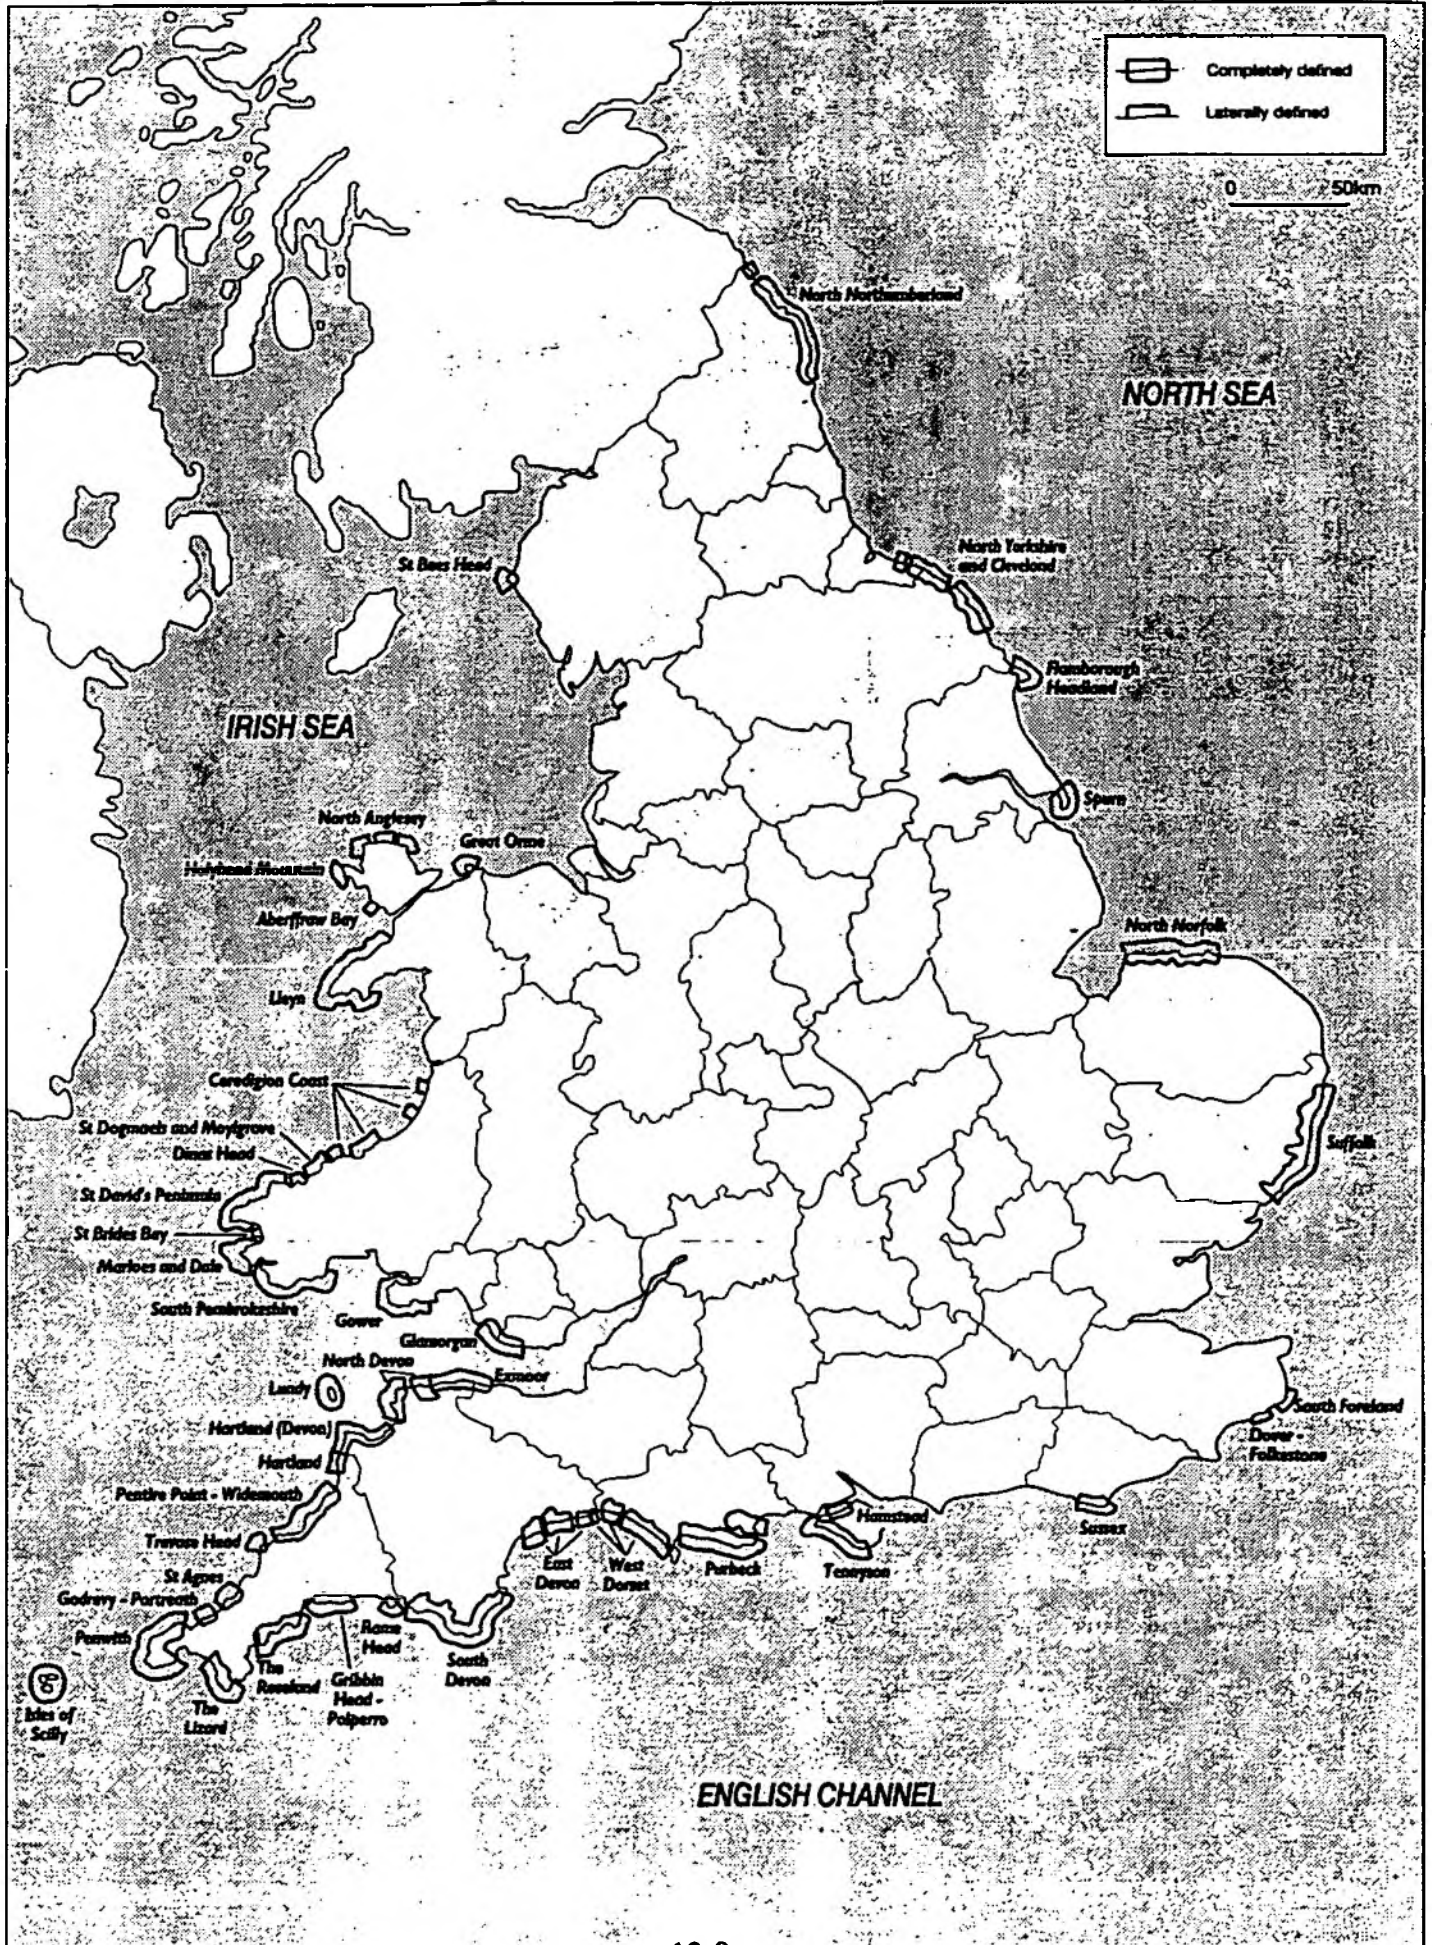 Completely defined
Laterally defined
0 50km
North Northumberland
NORTH SEA
North Yorkshire
and Cleveland
St Bees Head
Flamborough
Headland
IRISH SEA
Spurn
North Anglesey
Great Orme
Holyhead Mountain
Aberffraw Bay
North Norfolk
Lleyn
Ceredigion Coast
St Dogmaels and Moylgrove
Dinas Head
Suffolk
St David's Peninsula
St Brides Bay
Marloes and Dale
South Pembrokeshire
Gower
Glamorgan
North Devon
Exmoor
Lundy
South Foreland
Hartland (Devon)
Dover -
Folkestone
Hartland
Pentire Point - Widemouth
Hamstead
Sussex
Trevose Head
East
Devon
West
Dorset
Purbeck
Tennyson
St Agnes
Godrevy - Portreath
Penwith
Rame
Head
South
Devon
The
Roseland
Gribbin
Head -
Polperro
The
Lizard
Isles of
Scilly
ENGLISH CHANNEL